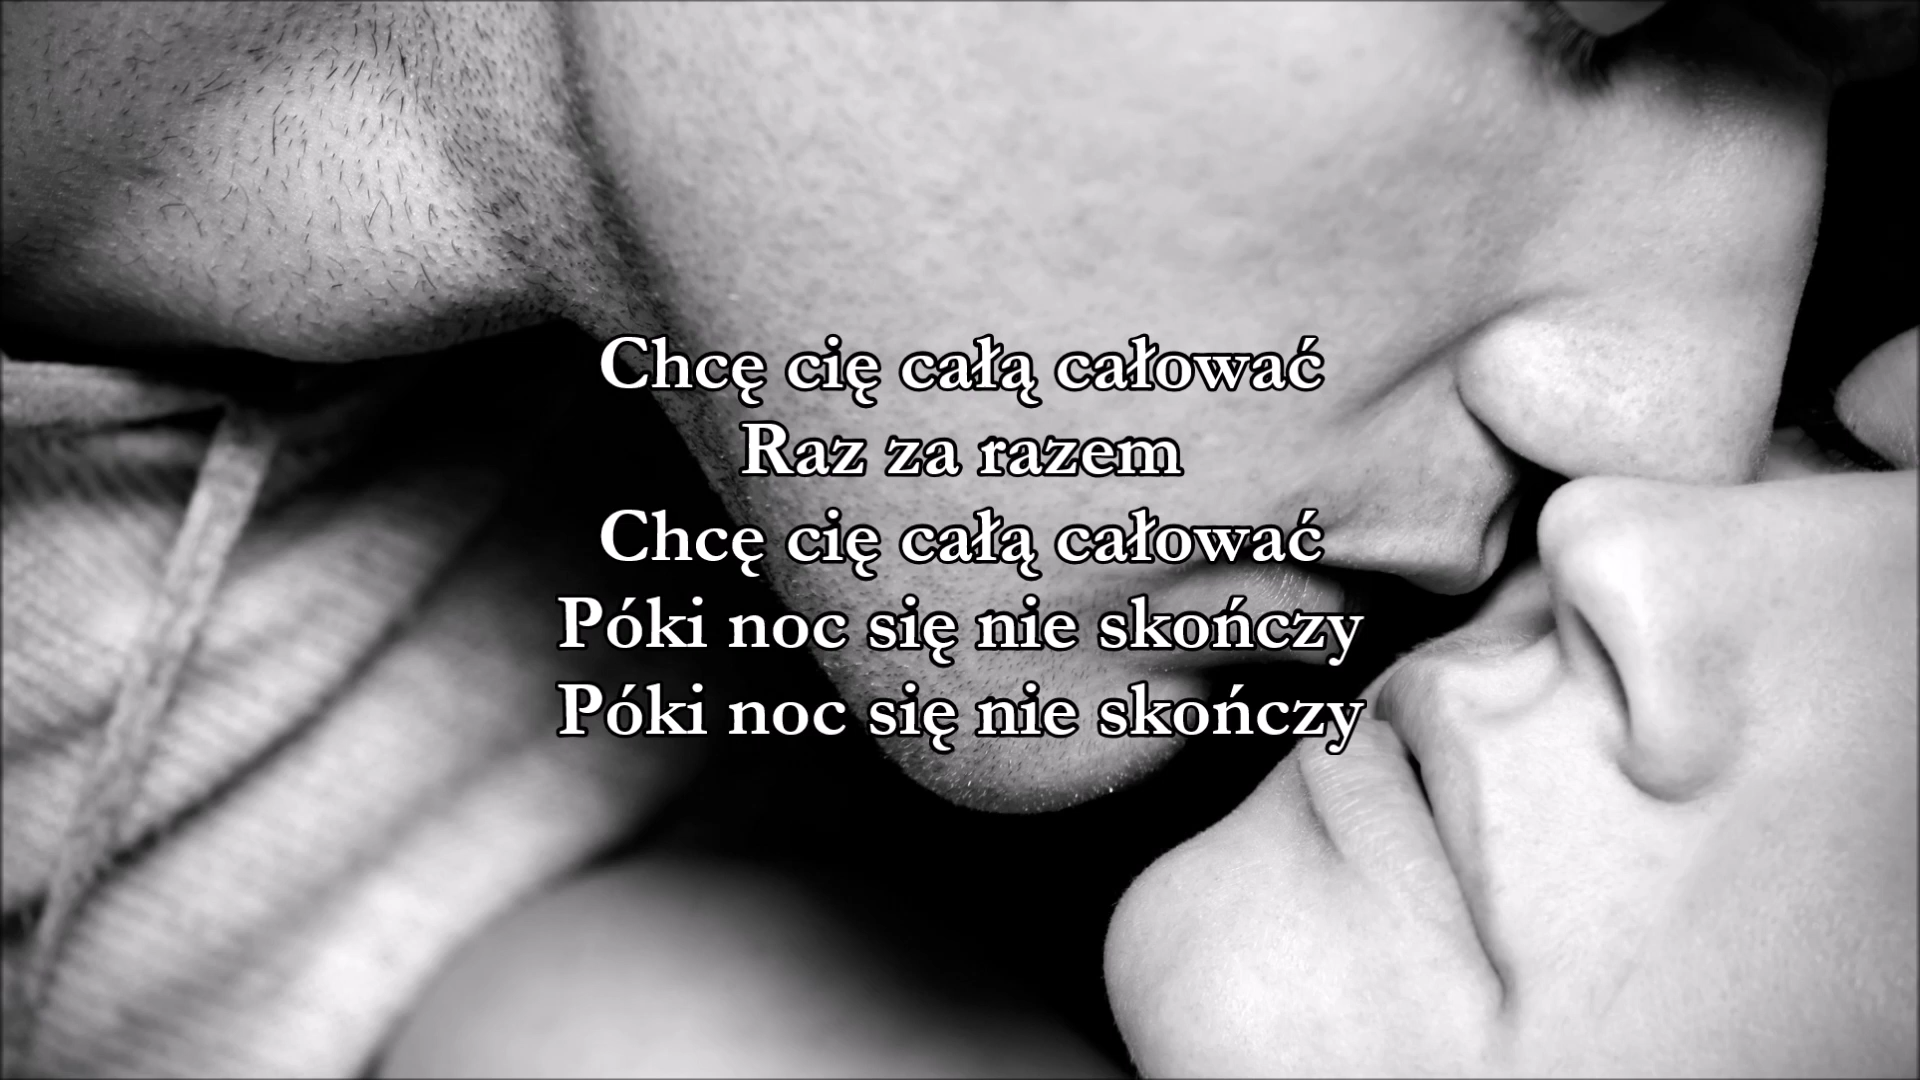 Chcę cię całą całować
Raz za razem
Chcę cię całą całować
Póki noc się nie skończy
Póki noc się nie skończy